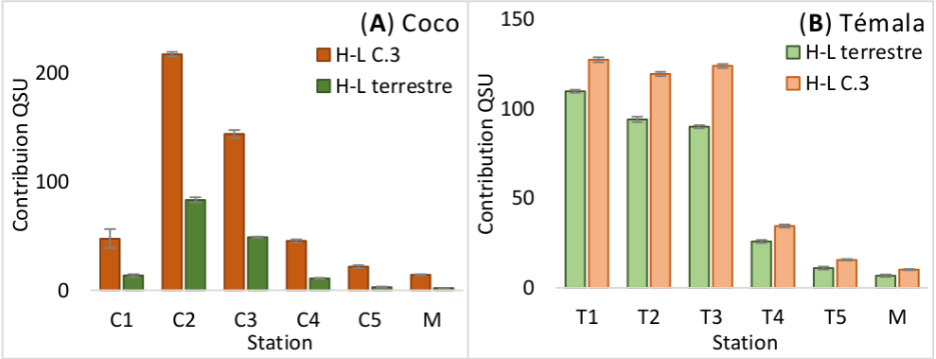 (A) Coco
H-L C.3
H-L terrestre
Contribuion QSU
200
100
0
C1 C2 C3 C4 C5 M
Station
(B) Témala
H-L terrestre
H-L C.3
Contribution QSU
150
100
50
0
T1 T2 T3 T4 T5 M
Station